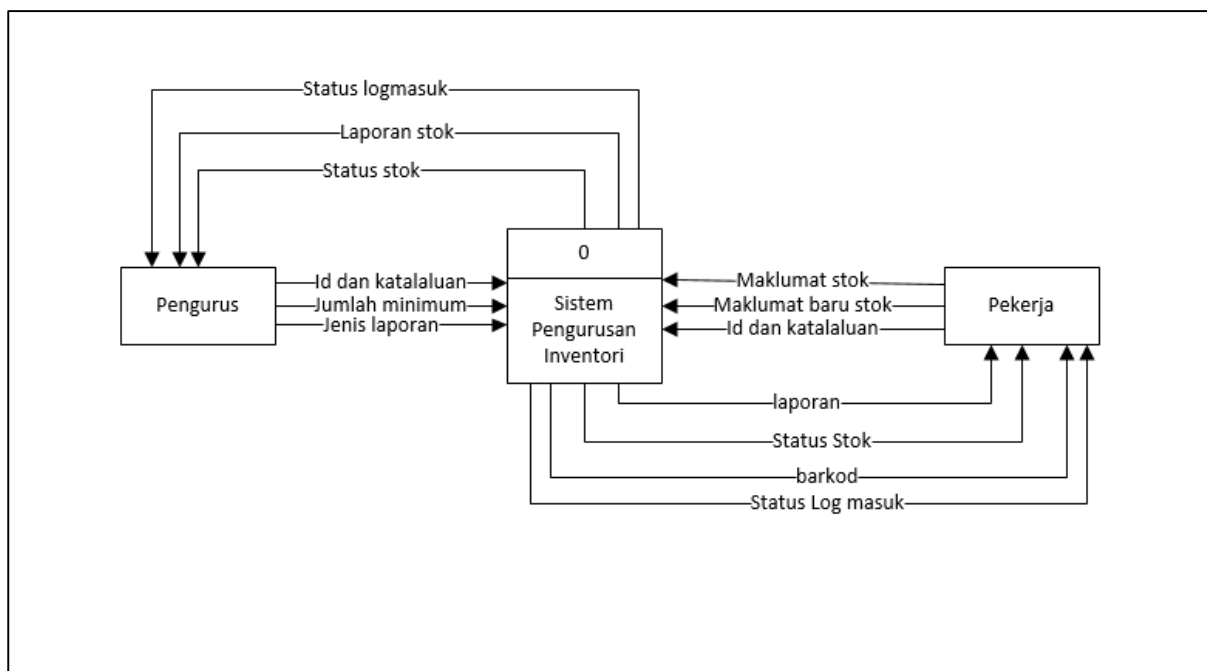 Status logmasuk
Laporan stok
Status stok
0
Pengurus
Id dan katalaluan
Jumlah minimum
Jenis laporan
Sistem
Pengurusan
Inventori
Maklumat stok
Maklumat baru stok
Id dan katalaluan
Pekerja
laporan
Status Stok
barkod
Status Log masuk